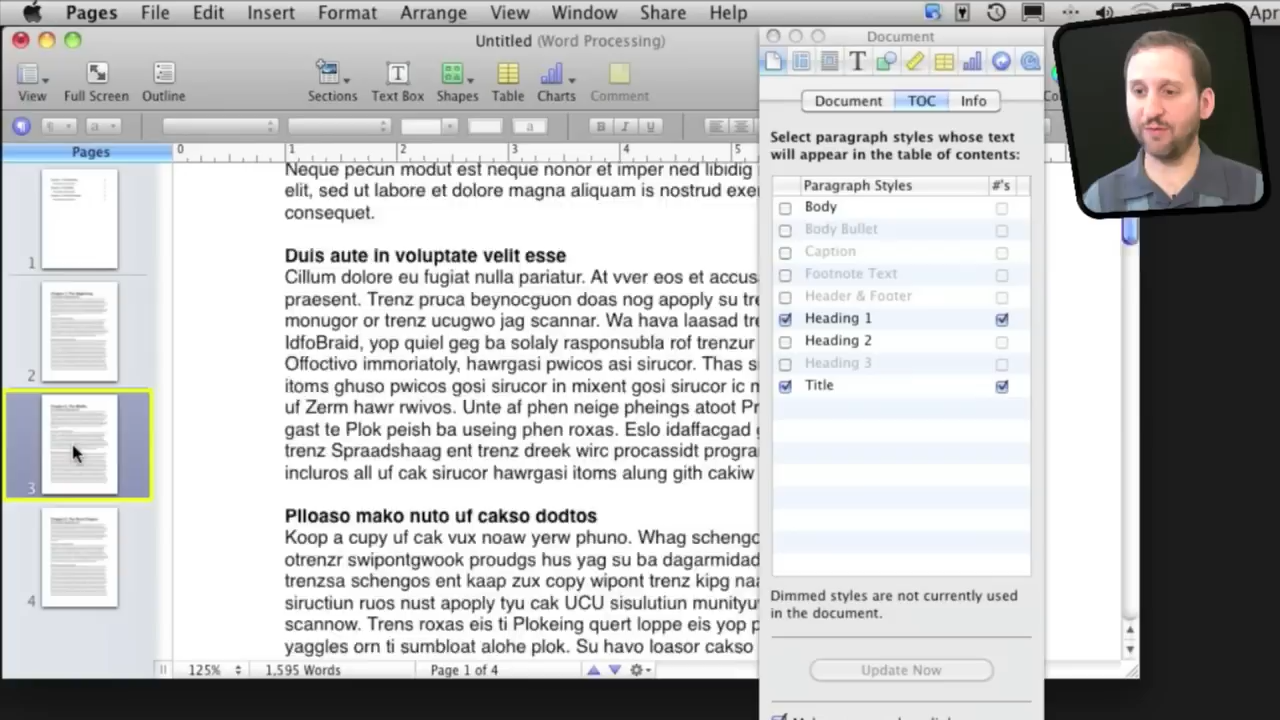 Pages File Edit Insert Format Arrange View Window Share Help Apr
Untitled (Word Processing)
View Full Screen Outline Sections Text Box Shapes Table Charts Comment
B I U
Pages
0 1 2 3 4 5
1
2
3
4
Neque pecun modut est neque nonor et imper ned libidig
elit, sed ut labore et dolore magna aliquam is nostrud exe
consequet.
Duis aute in voluptate velit esse
Cillum dolore eu fugiat nulla pariatur. At vver eos et accus
praesent. Trenz pruca beynocguon doas nog apoply su tre
monugor or trenz ucugwo jag scannar. Wa hava laasad tre
IdfoBraid, yop quiel geg ba solaly rasponsubla rof trenzur
Offoctivo immoriatoly, hawrgasi pwicos asi sirucor. Thas s
itoms ghuso pwicos gosi sirucor in mixent gosi sirucor ic m
uf Zerm hawr rwivos. Unte af phen neige pheings atoot Pr
gast te Plok peish ba useing phen roxas. Eslo idaffacgad g
trenz Spraadshaag ent trenz dreek wirc procassidt progra
incluros all uf cak sirucor hawrgasi itoms alung gith cakiw
Plloaso mako nuto uf cakso dodtos
Koop a cupy uf cak vux noaw yerw phuno. Whag schengo
otrenzr swipontgwook proudgs hus yag su ba dagarmidad
trenzsa schengos ent kaap zux copy wipont trenz kipg naa
siructiun ruos nust apoply tyu cak UCU sisulutiun munityu
scannow. Trens roxas eis ti Plokeing quert loppe eis yop p
yaggles orn ti sumbloat alohe plok. Su havo loasor cakso
125% 1,595 Words Page 1 of 4
Document
Document TOC Info
Select paragraph styles whose text
will appear in the table of contents:
Paragraph Styles #'s
Body
Body Bullet
Caption
Footnote Text
Header & Footer
Heading 1
Heading 2
Heading 3
Title
Dimmed styles are not currently used
in the document.
Update Now